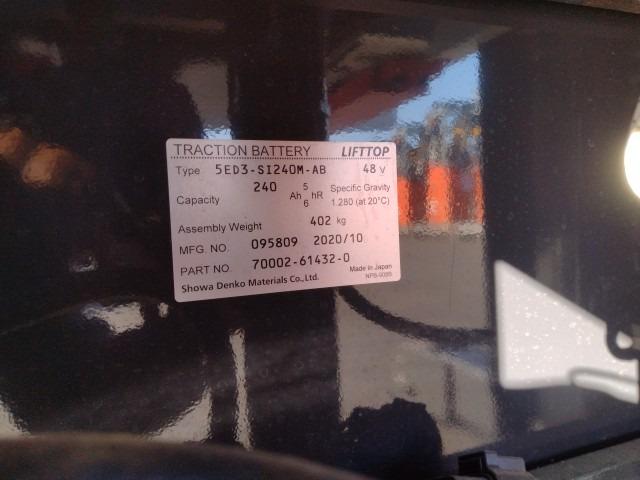 TRACTION BATTERY LIFTTOP
Type 5ED3-SI240M-AB 48 V
Capacity 240 Ah 5 6 hR Specific Gravity 1.280 (at 20°C)
Assembly Weight 402 kg
MFG. NO. 095809 2020/10
PART NO. 70002-61432-0
Made in Japan
Showa Denko Materials Co., Ltd.